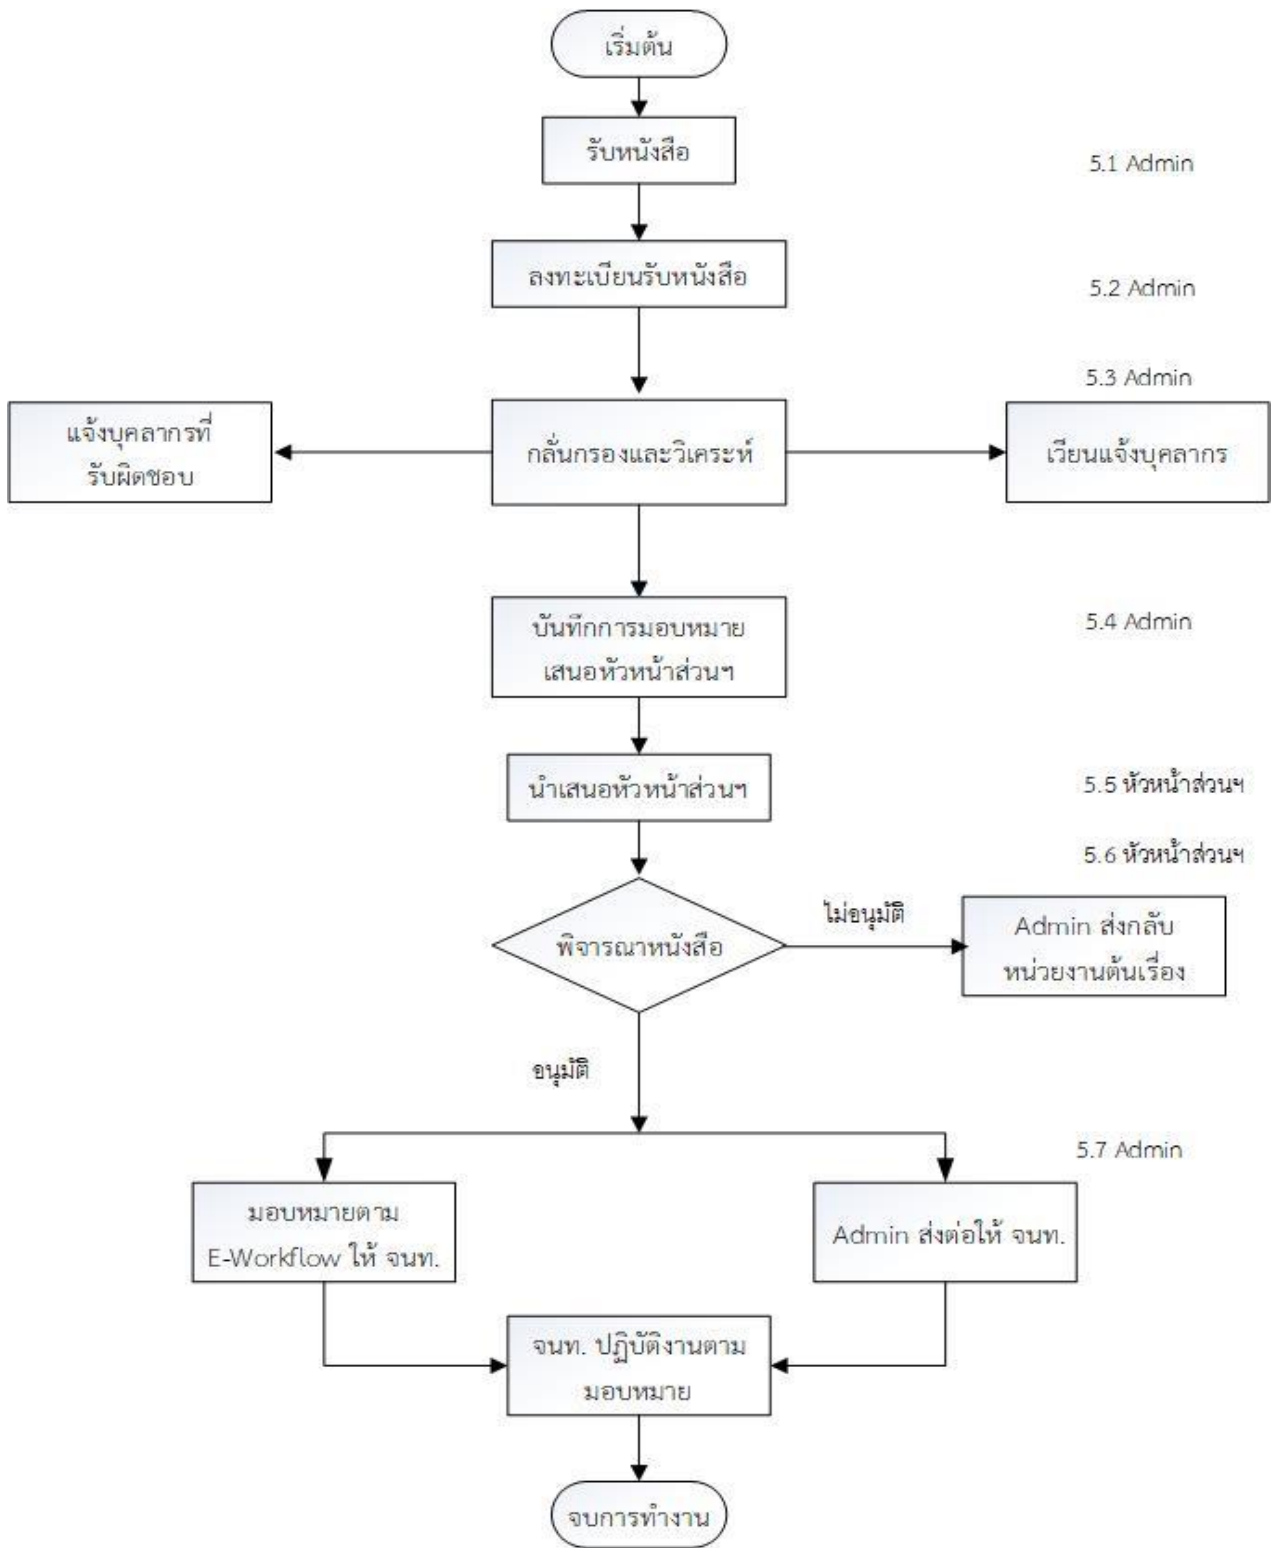 เริ่มต้น
รับหนังสือ
5.1 Admin
ลงทะเบียนรับหนังสือ
5.2 Admin
5.3 Admin
แจ้งบุคลากรที่
รับผิดชอบ
กลั่นกรองและวิเคระห์
เวียนแจ้งบุคลากร
บันทึกการมอบหมาย
เสนอหัวหน้าส่วนฯ
5.4 Admin
นำเสนอหัวหน้าส่วนฯ
5.5 หัวหน้าส่วนฯ
5.6 หัวหน้าส่วนฯ
พิจารณาหนังสือ
ไม่อนุมัติ
Admin ส่งกลับ
หน่วยงานต้นเรื่อง
อนุมัติ
5.7 Admin
มอบหมายตาม
E-Workflow ให้ จนท.
Admin ส่งต่อให้ จนท.
จนท. ปฏิบัติงานตาม
มอบหมาย
จบการทำงาน